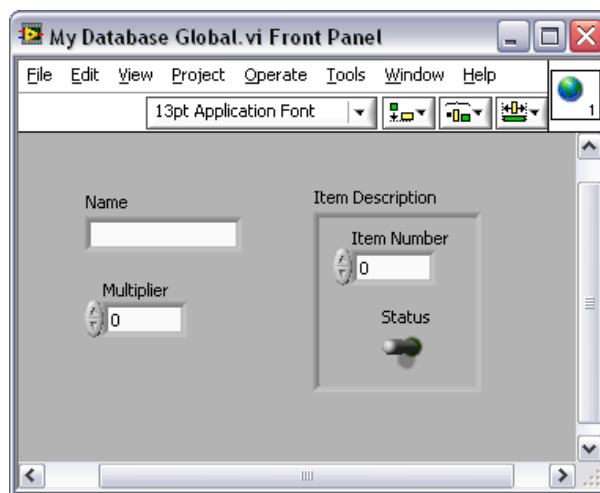 My Database Global.vi Front Panel
File Edit View Project Operate Tools Window Help
13pt Application Font
1
Name
Item Description
Item Number
0
Multiplier
0
Status